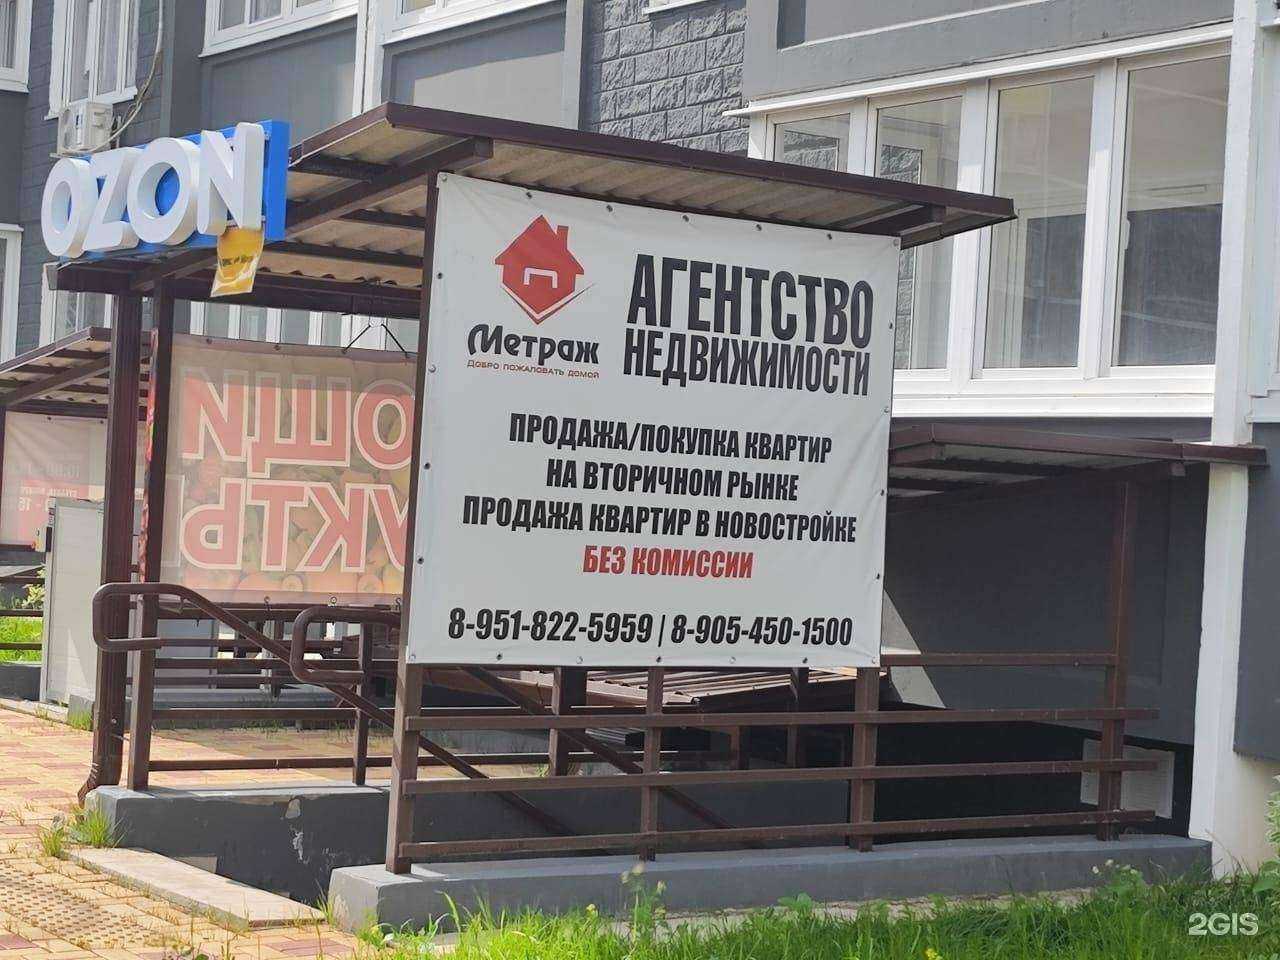 OZON
Метраж
ДОБРО ПОЖАЛОВАТЬ ДОМОЙ
АГЕНТСТВО
НЕДВИЖИМОСТИ
ПРОДАЖА/ПОКУПКА КВАРТИР
НА ВТОРИЧНОМ РЫНКЕ
ПРОДАЖА КВАРТИР В НОВОСТРОЙКЕ
БЕЗ КОМИССИИ
8-951-822-5959 | 8-905-450-1500
2GIS